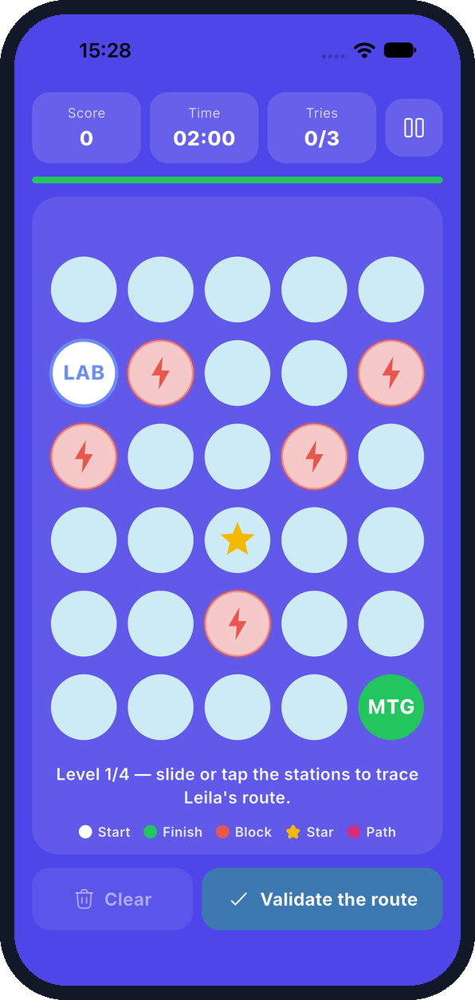 15:28
Score
0
Time
02:00
Tries
0/3
LAB
MTG
Level 1/4 — slide or tap the stations to trace
Leila's route.
Start
Finish
Block
Star
Path
Clear
Validate the route